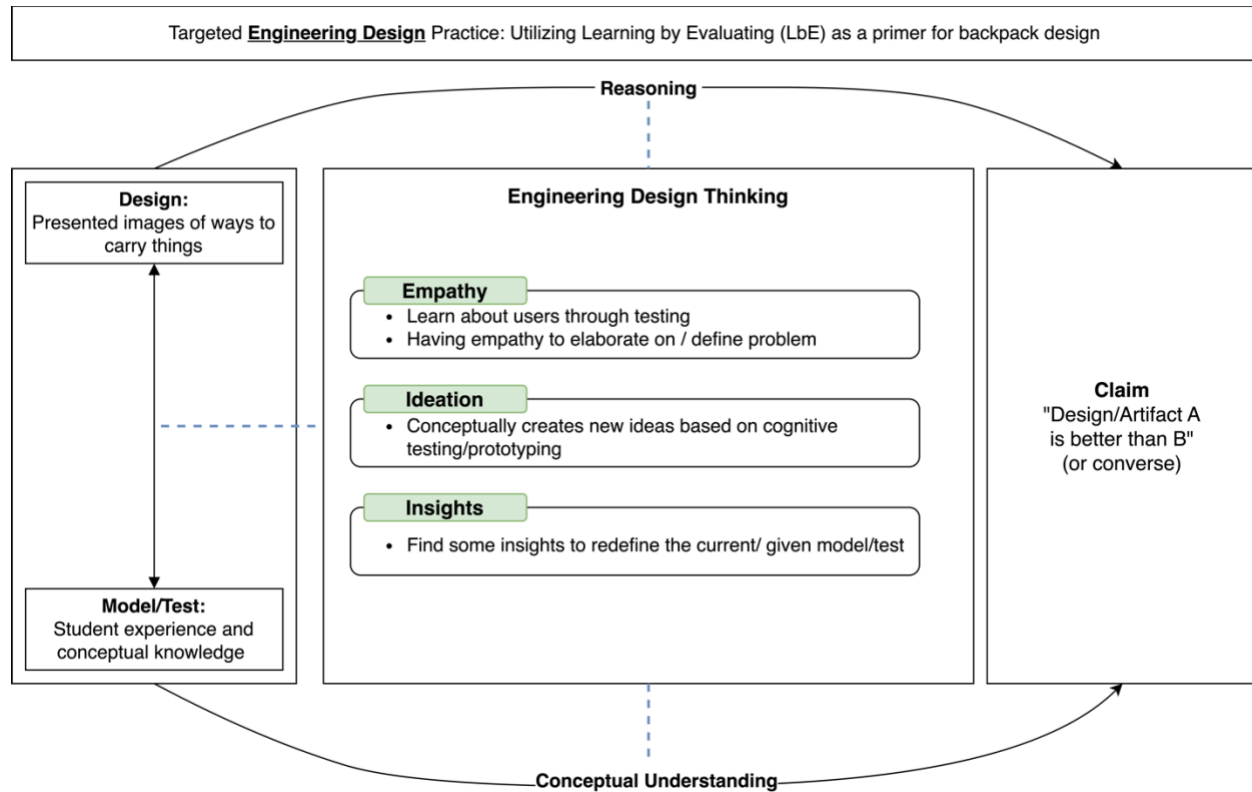 Targeted Engineering Design Practice: Utilizing Learning by Evaluating (LbE) as a primer for backpack design
Reasoning
Design:
Presented images of ways to
carry things
Model/Test:
Student experience and
conceptual knowledge
Engineering Design Thinking
Empathy
• Learn about users through testing
• Having empathy to elaborate on / define problem
Ideation
• Conceptually creates new ideas based on cognitive
testing/prototyping
Insights
• Find some insights to redefine the current/ given model/test
Claim
"Design/Artifact A
is better than B"
(or converse)
Conceptual Understanding